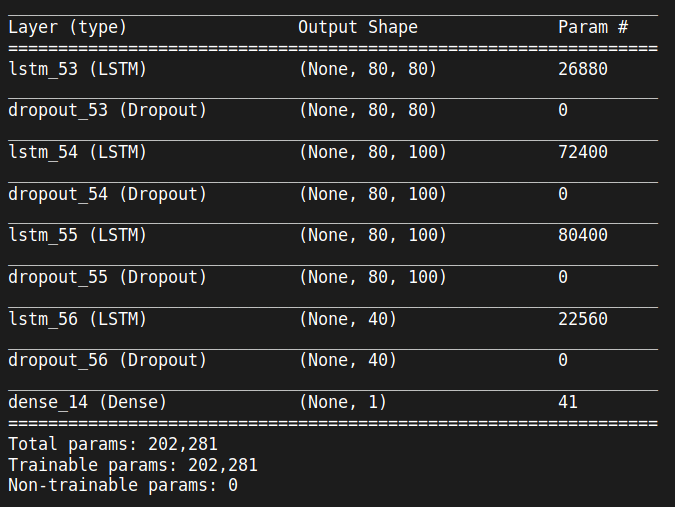 Layer (type) Output Shape Param #
=================================================================
lstm_53 (LSTM) (None, 80, 80) 26880
dropout_53 (Dropout) (None, 80, 80) 0
lstm_54 (LSTM) (None, 80, 100) 72400
dropout_54 (Dropout) (None, 80, 100) 0
lstm_55 (LSTM) (None, 80, 100) 80400
dropout_55 (Dropout) (None, 80, 100) 0
lstm_56 (LSTM) (None, 40) 22560
dropout_56 (Dropout) (None, 40) 0
dense_14 (Dense) (None, 1) 41
=================================================================
Total params: 202,281
Trainable params: 202,281
Non-trainable params: 0